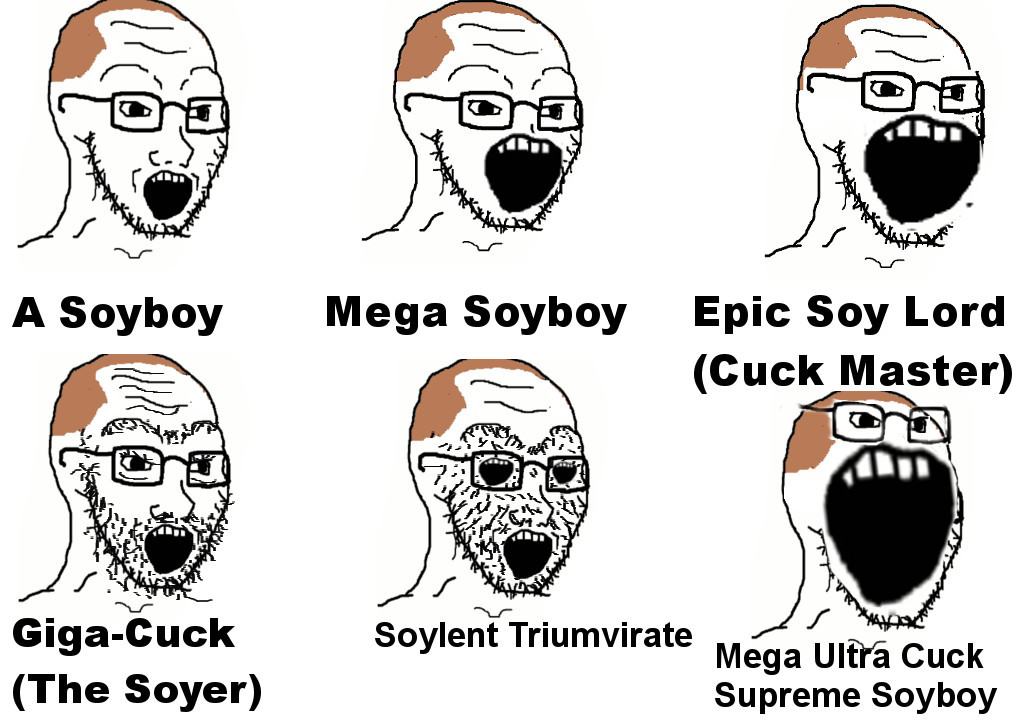 A Soyboy
Mega Soyboy
Epic Soy Lord
(Cuck Master)
Giga-Cuck
(The Soyer)
Soylent Triumvirate
Mega Ultra Cuck
Supreme Soyboy